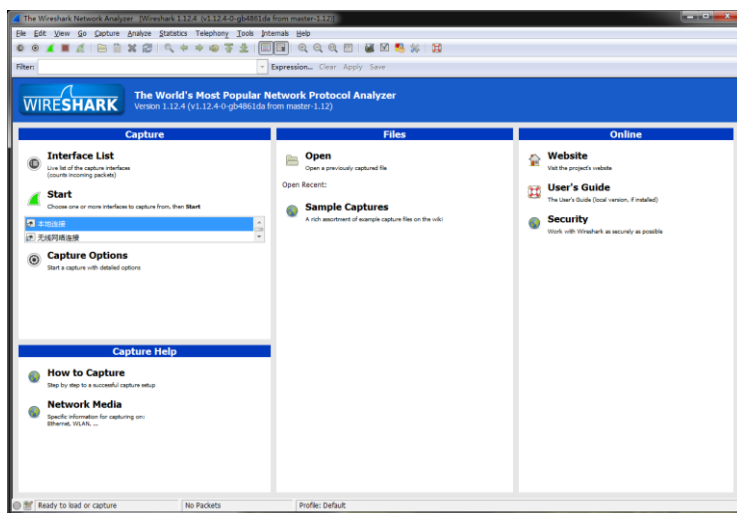 The Wireshark Network Analyzer [Wireshark 1.12.4 (v1.12.4-0-gb4861da from master-1.12)]
File Edit View Go Capture Analyze Statistics Telephony Tools Internals Help
Filter: Expression... Clear Apply Save
WIRESHARK
The World's Most Popular Network Protocol Analyzer
Version 1.12.4 (v1.12.4-0-gb4861da from master-1.12)
Capture
Interface List
Live list of the capture interfaces
(counts incoming packets)
Start
Choose one or more interfaces to capture from, then Start
本地连接
无线网络连接
Capture Options
Start a capture with detailed options
Capture Help
How to Capture
Step by step to a successful capture setup
Network Media
Specific information for capturing on:
Ethernet, WLAN, ...
Files
Open
Open a previously captured file
Open Recent:
Sample Captures
A rich assortment of example capture files on the wiki
Online
Website
Visit the project's website
User's Guide
The User's Guide (local version, if installed)
Security
Work with Wireshark as securely as possible
Ready to load or capture No Packets Profile: Default